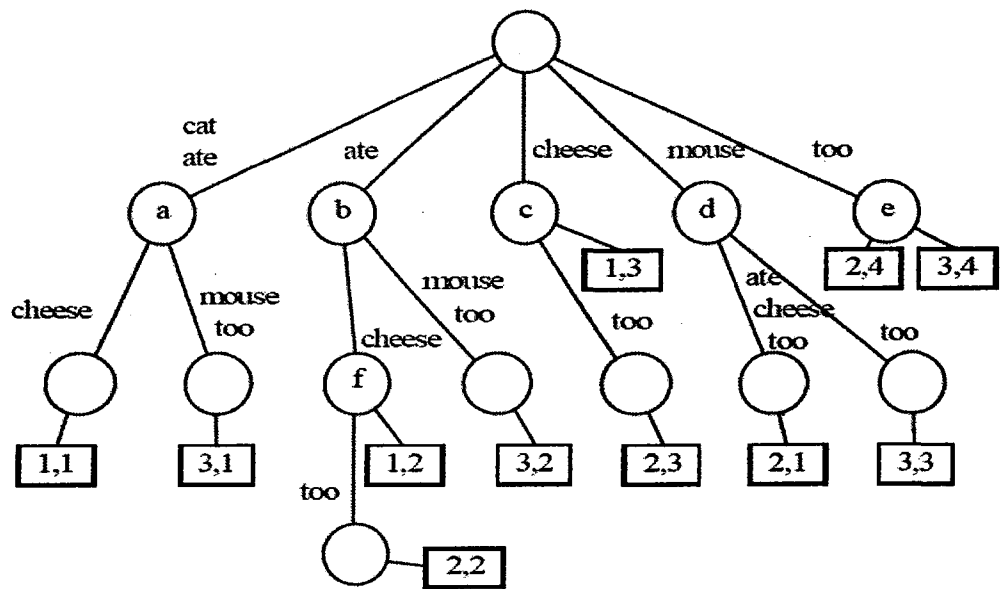 cat
ate
ate
cheese
mouse
too
a
b
c
d
e
1,3
2,4
3,4
cheese
mouse
too
cheese
mouse
too
too
ate
cheese
too
too
f
1,1
3,1
1,2
3,2
2,3
2,1
3,3
too
2,2